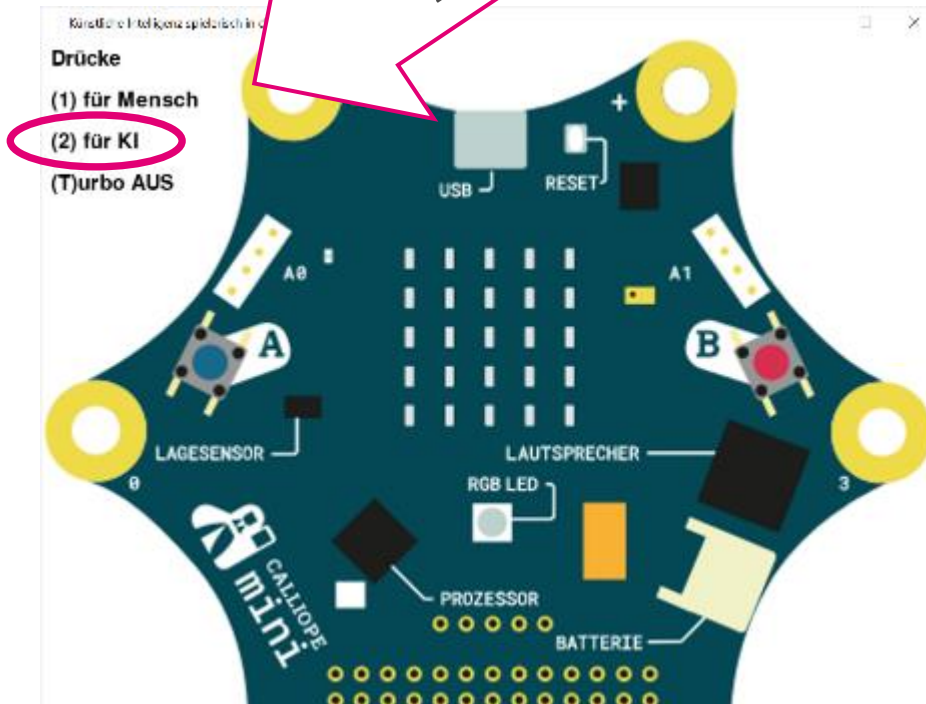 Künstliche Intelligenz spielerisch in
Drücke
(1) für Mensch
(2) für KI
(T)urbo AUS
+
USB
RESET
A0
A1
A
B
LAGESENSOR
LAUTSPRECHER
0
RGB LED
3
CALLIOPE
mini
PROZESSOR
BATTERIE